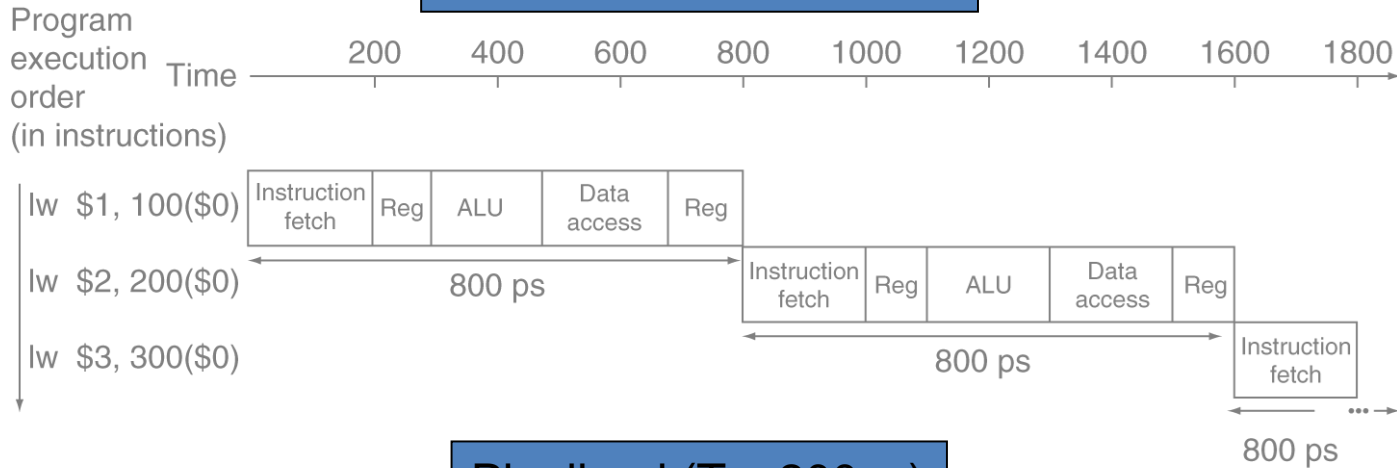 Program
execution
order
(in instructions)
Time
200 400 600 800 1000 1200 1400 1600 1800
lw $1, 100($0)
Instruction
fetch
Reg
ALU
Data
access
Reg
800 ps
lw $2, 200($0)
Instruction
fetch
Reg
ALU
Data
access
Reg
800 ps
lw $3, 300($0)
Instruction
fetch
...
800 ps